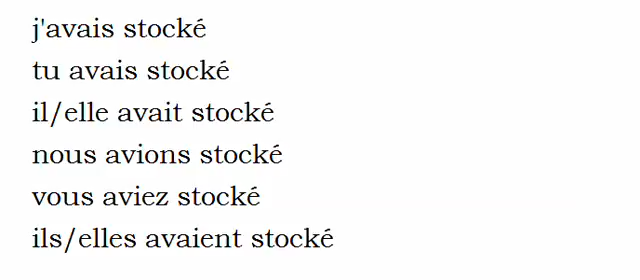 j'avais stocké
tu avais stocké
il/elle avait stocké
nous avions stocké
vous aviez stocké
ils/elles avaient stocké